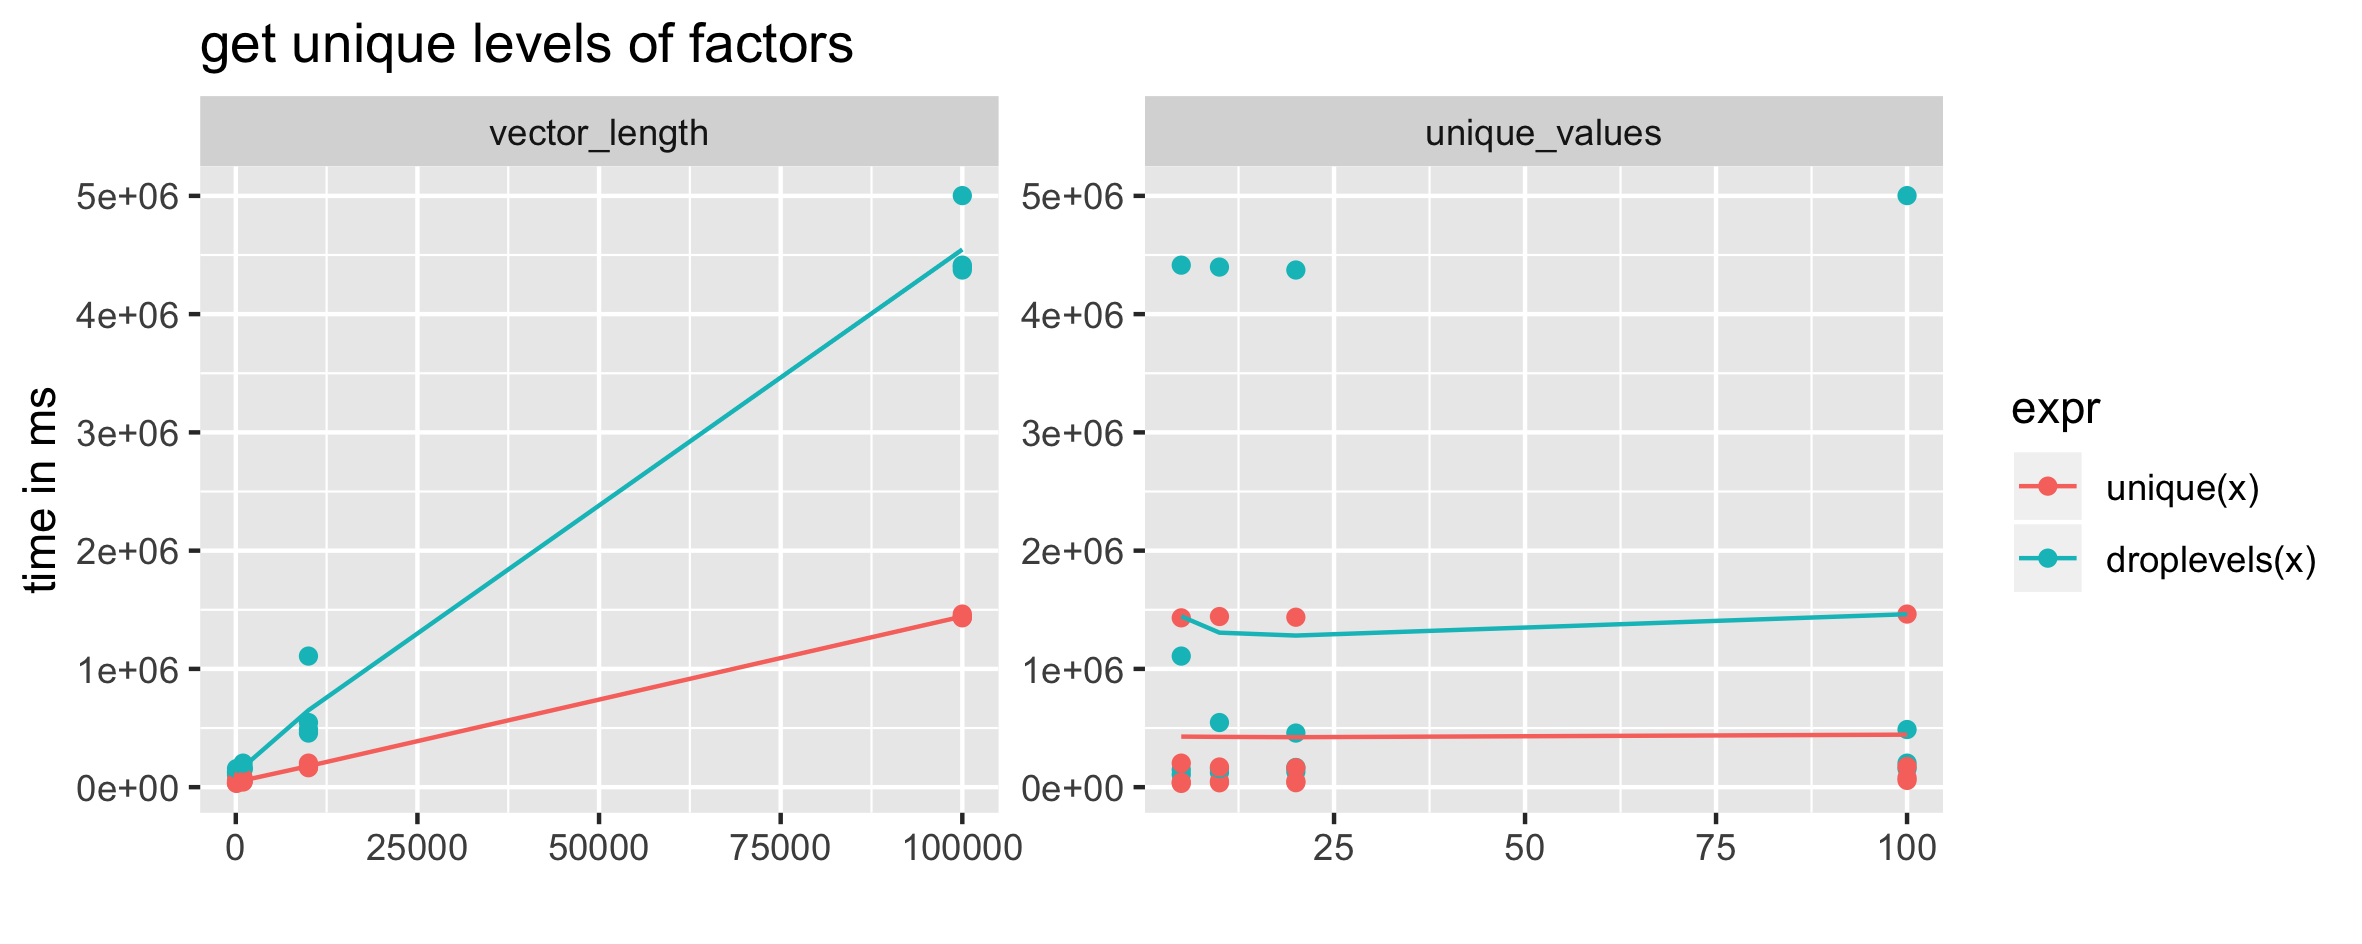 get unique levels of factors
vector_length
unique_values
time in ms
5e+06
4e+06
3e+06
2e+06
1e+06
0e+00
0 25000 50000 75000 100000
5e+06
4e+06
3e+06
2e+06
1e+06
0e+00
25 50 75 100
expr
unique(x)
droplevels(x)